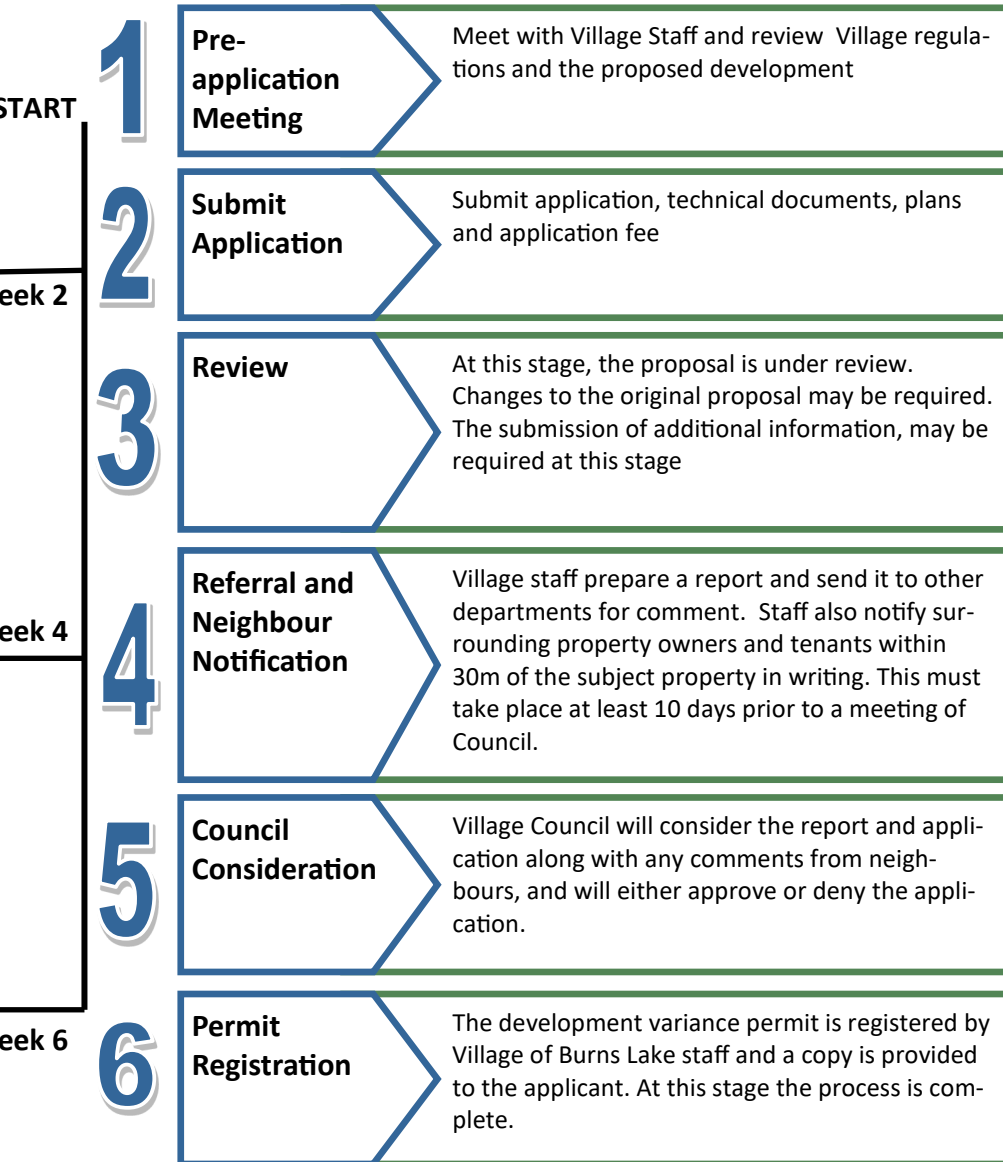 1
Pre-
application
Meeting
Meet with Village Staff and review Village regula-
tions and the proposed development
START
2
Submit
Application
Submit application, technical documents, plans
and application fee
eek 2
3
Review
At this stage, the proposal is under review.
Changes to the original proposal may be required.
The submission of additional information, may be
required at this stage
4
Referral and
Neighbour
Notification
Village staff prepare a report and send it to other
departments for comment. Staff also notify sur-
rounding property owners and tenants within
30m of the subject property in writing. This must
take place at least 10 days prior to a meeting of
Council.
eek 4
5
Council
Consideration
Village Council will consider the report and appli-
cation along with any comments from neigh-
bours, and will either approve or deny the appli-
cation.
eek 6
6
Permit
Registration
The development variance permit is registered by
Village of Burns Lake staff and a copy is provided
to the applicant. At this stage the process is com-
plete.